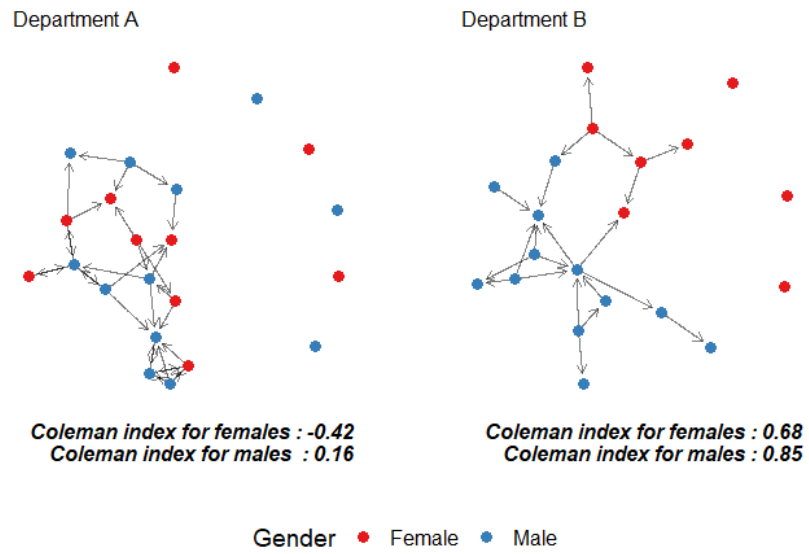 Department A
Department B
Coleman index for females : -0.42
Coleman index for males : 0.16
Coleman index for females : 0.68
Coleman index for males : 0.85
Gender Female Male